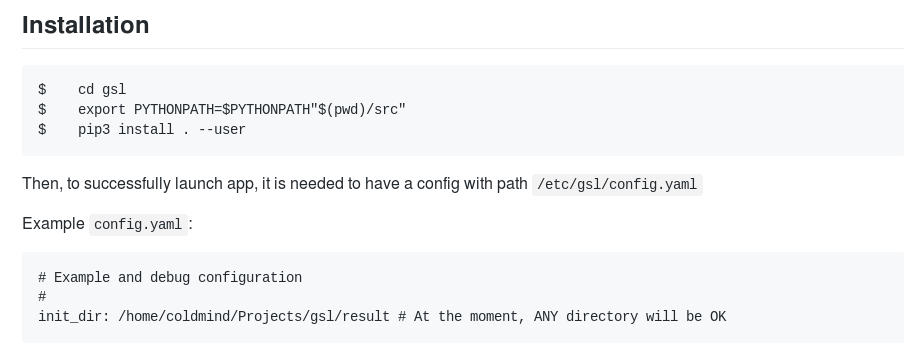 Installation
$    cd gsl
$    export PYTHONPATH=$PYTHONPATH"$(pwd)/src"
$    pip3 install . --user
Then, to successfully launch app, it is needed to have a config with path /etc/gsl/config.yaml
Example config.yaml:
# Example and debug configuration
#
init_dir: /home/coldmind/Projects/gsl/result # At the moment, ANY directory will be OK